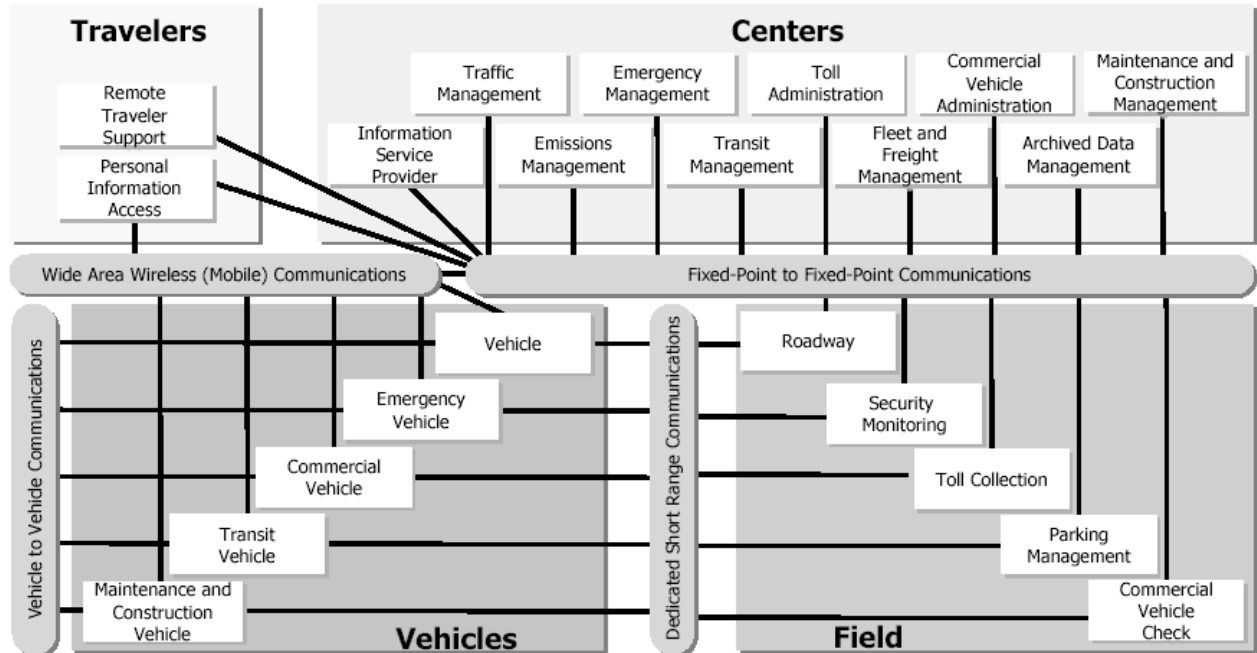 Travelers
Remote
Traveler
Support
Personal
Information
Access
Centers
Traffic
Management
Emergency
Management
Toll
Administration
Commercial
Vehicle
Administration
Maintenance and
Construction
Management
Information
Service
Provider
Emissions
Management
Transit
Management
Fleet and
Freight
Management
Archived Data
Management
Wide Area Wireless (Mobile) Communications
Fixed-Point to Fixed-Point Communications
Vehicle to Vehicle Communications
Vehicle
Emergency
Vehicle
Commercial
Vehicle
Transit
Vehicle
Maintenance and
Construction
Vehicle
Vehicles
Dedicated Short Range Communications
Roadway
Security
Monitoring
Toll Collection
Parking
Management
Commercial
Vehicle
Check
Field